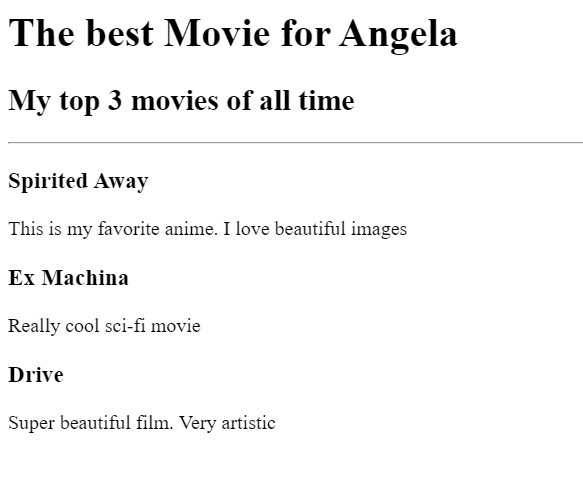 The best Movie for Angela
My top 3 movies of all time
Spirited Away
This is my favorite anime. I love beautiful images
Ex Machina
Really cool sci-fi movie
Drive
Super beautiful film. Very artistic